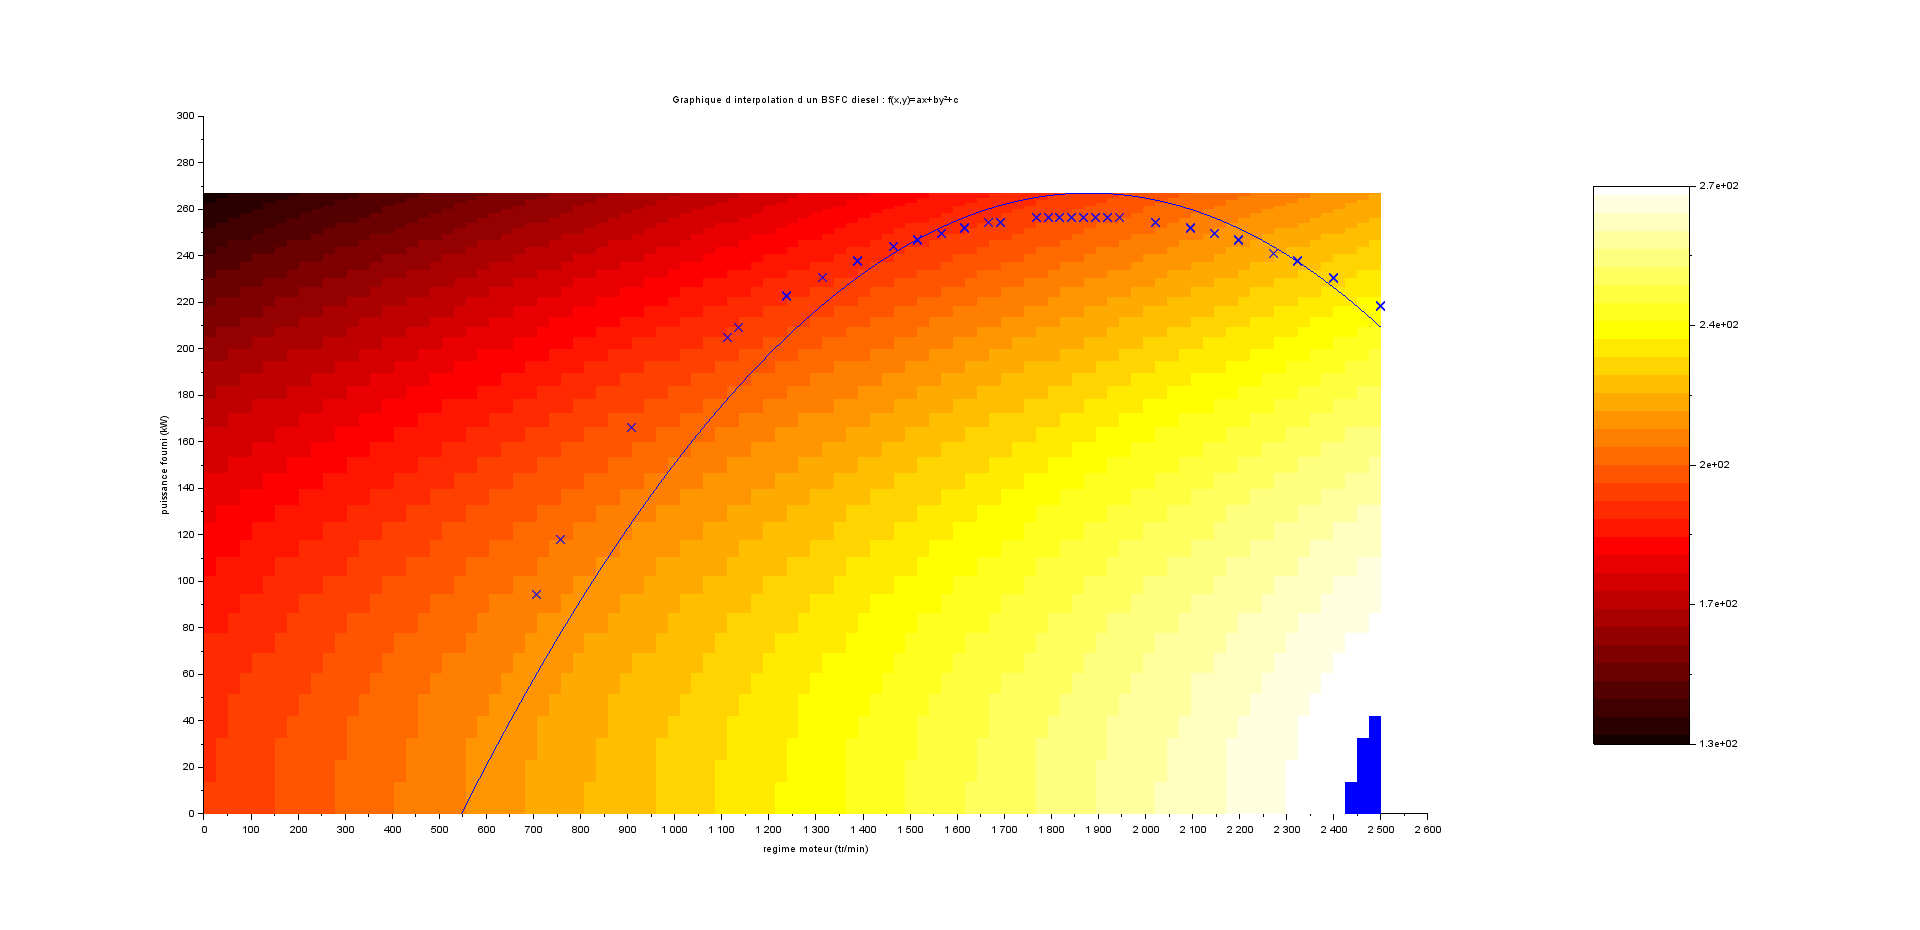 Graphique d interpolation d un BSFC diesel : f(x,y)=ax+by²+c
300
280
260
240
220
200
180
160
140
120
100
80
60
40
20
0
puissance fourni (kW)
0 100 200 300 400 500 600 700 800 900 1 000 1 100 1 200 1 300 1 400 1 500 1 600 1 700 1 800 1 900 2 000 2 100 2 200 2 300 2 400 2 500 2 600
regime moteur (tr/min)
2.7e+02
2.4e+02
2e+02
1.7e+02
1.3e+02